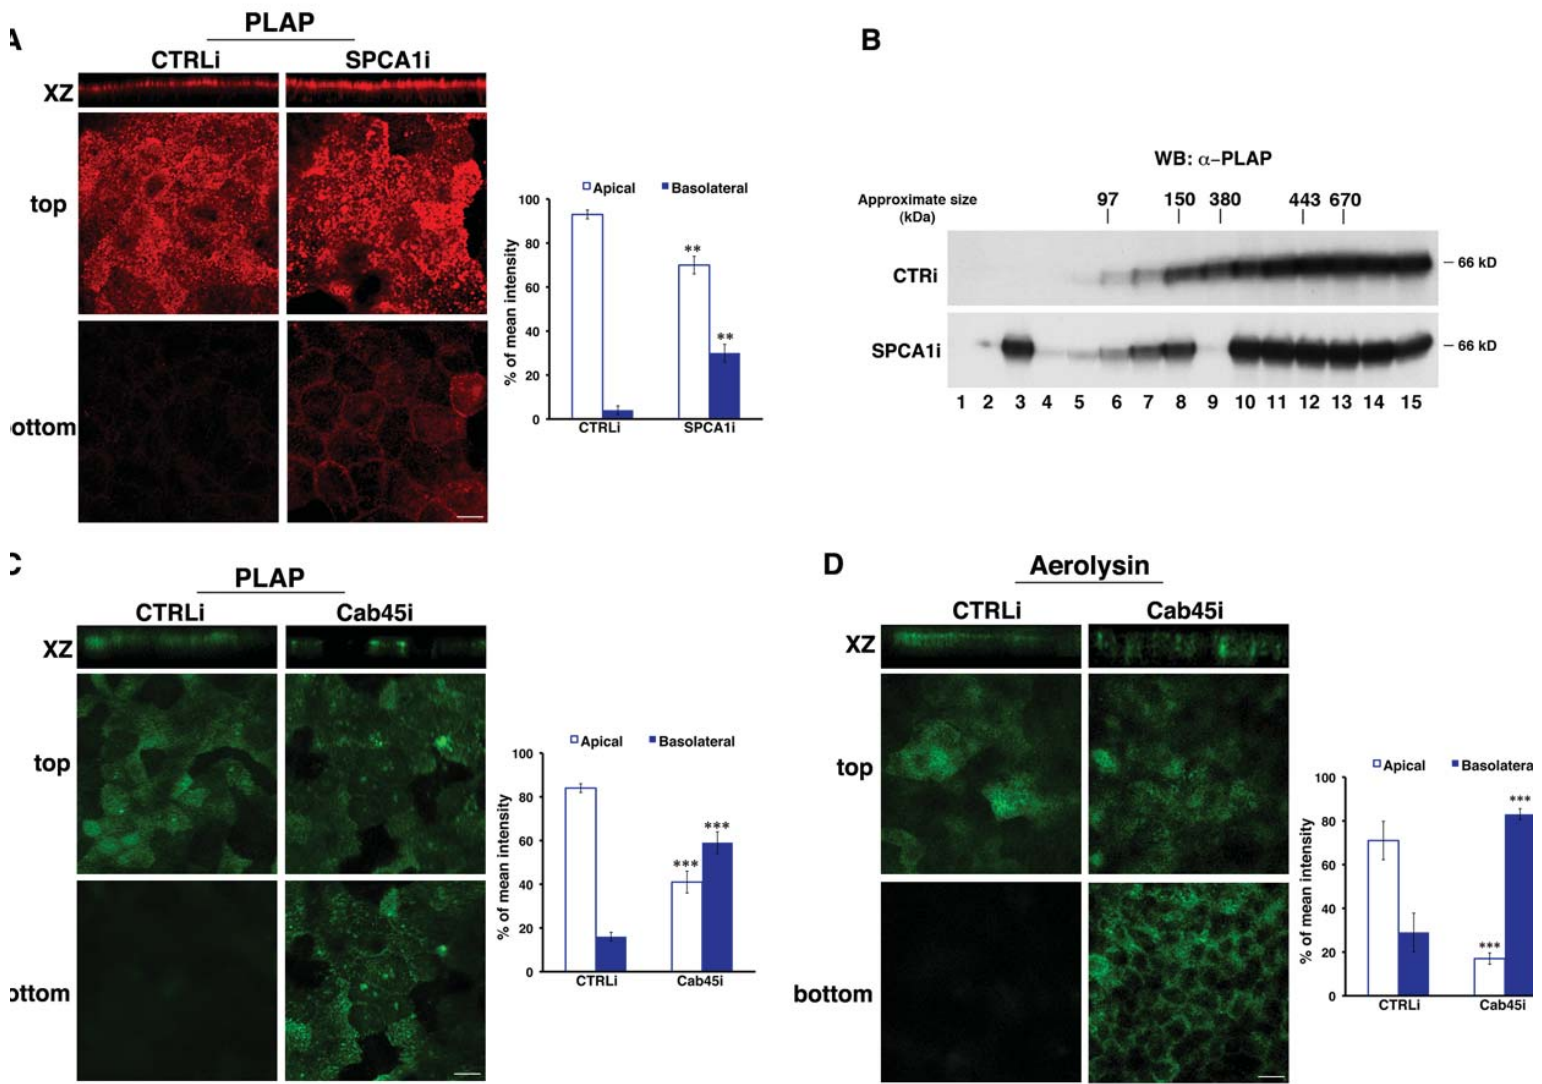 A
PLAP
CTRLi SPCA1i
XZ
top
ottom
Apical Basolateral
% of mean intensity
100
80
60
40
20
0
**
**
CTRLi SPCA1i
B
WB: α-PLAP
Approximate size
(kDa)
97 150 380 443 670
CTRi
66 kD
SPCA1i
66 kD
1 2 3 4 5 6 7 8 9 10 11 12 13 14 15
C
PLAP
CTRLi Cab45i
XZ
top
ottom
Apical Basolateral
% of mean intensity
100
80
60
40
20
0
***
***
CTRLi Cab45i
D
Aerolysin
CTRLi Cab45i
XZ
top
bottom
Apical Basolatera
% of mean intensity
100
80
60
40
20
0
***
***
CTRLi Cab45i